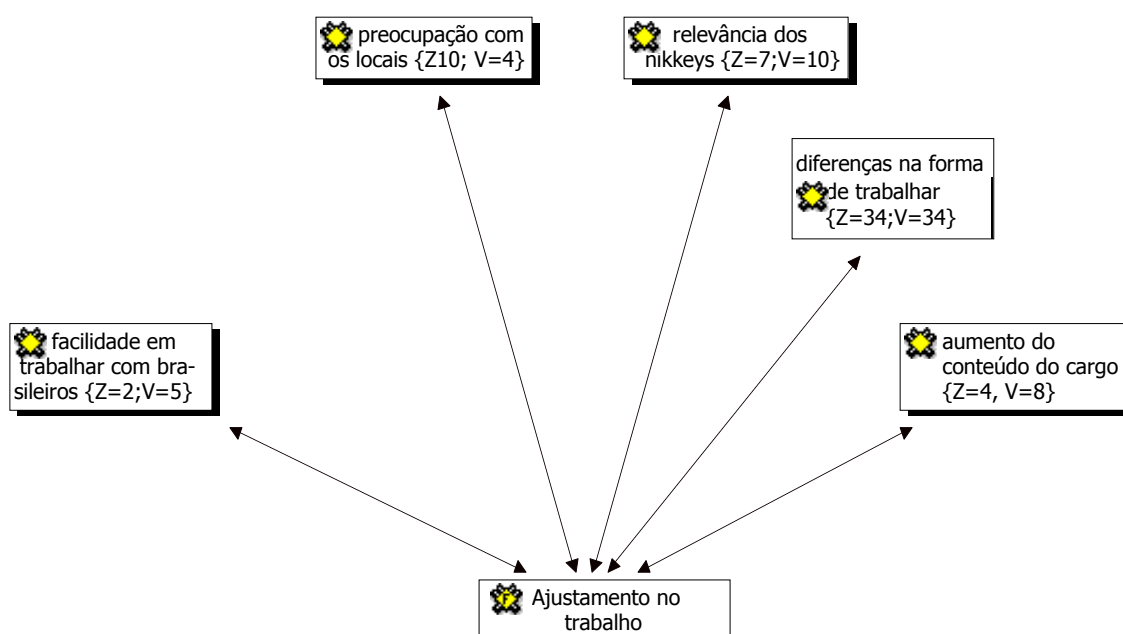 preocupação com
os locais {Z10; V=4}
relevância dos
nikkeys {Z=7;V=10}
diferenças na forma
de trabalhar
{Z=34;V=34}
facilidade em
trabalhar com bra-
sileiros {Z=2;V=5}
aumento do
conteúdo do cargo
{Z=4, V=8}
F
Ajustamento no
trabalho